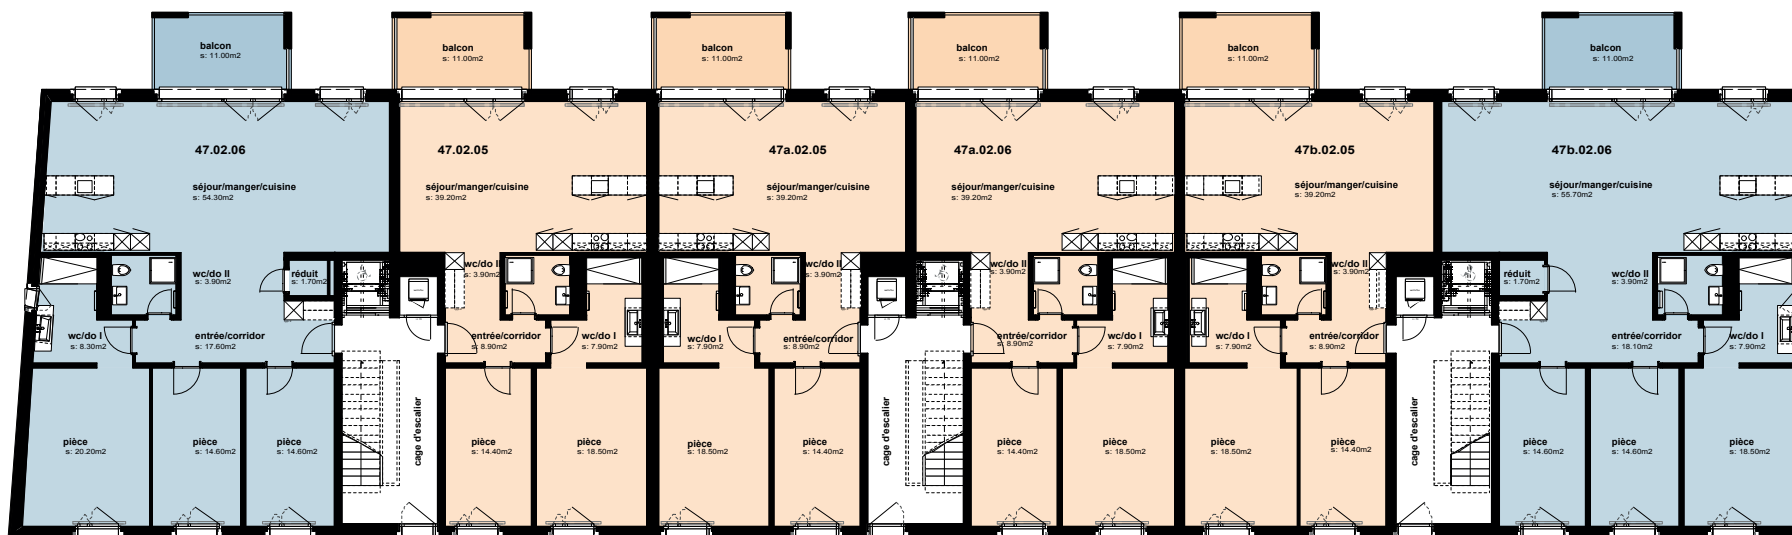 balcon
s: 11.00m2
balcon
s: 11.00m2
balcon
s: 11.00m2
balcon
s: 11.00m2
balcon
s: 11.00m2
balcon
s: 11.00m2
47.02.06
séjour/manger/cuisine
s: 54.30m2
47.02.05
séjour/manger/cuisine
s: 39.20m2
47a.02.05
séjour/manger/cuisine
s: 39.20m2
47a.02.06
séjour/manger/cuisine
s: 39.20m2
47b.02.05
séjour/manger/cuisine
s: 39.20m2
47b.02.06
séjour/manger/cuisine
s: 55.70m2
wc/do II
s: 3.90m2
réduit
s: 1.70m2
wc/do II
s: 3.90m2
wc/do II
s: 3.90m2
wc/do II
s: 3.90m2
wc/do II
s: 3.90m2
réduit
s: 1.70m2
wc/do II
s: 3.90m2
wc/do I
s: 8.30m2
entrée/corridor
s: 17.60m2
entrée/corridor
s: 8.90m2
wc/do I
s: 7.90m2
wc/do I
s: 7.90m2
entrée/corridor
s: 8.90m2
entrée/corridor
s: 8.90m2
wc/do I
s: 7.90m2
wc/do I
s: 7.90m2
entrée/corridor
s: 8.90m2
entrée/corridor
s: 18.10m2
wc/do I
s: 7.90m2
pièce
s: 20.20m2
pièce
s: 14.60m2
pièce
s: 14.60m2
cage d'escalier
pièce
s: 14.40m2
pièce
s: 18.50m2
pièce
s: 18.50m2
pièce
s: 14.40m2
cage d'escalier
pièce
s: 14.40m2
pièce
s: 18.50m2
pièce
s: 18.50m2
pièce
s: 14.40m2
cage d'escalier
pièce
s: 14.60m2
pièce
s: 14.60m2
pièce
s: 18.50m2